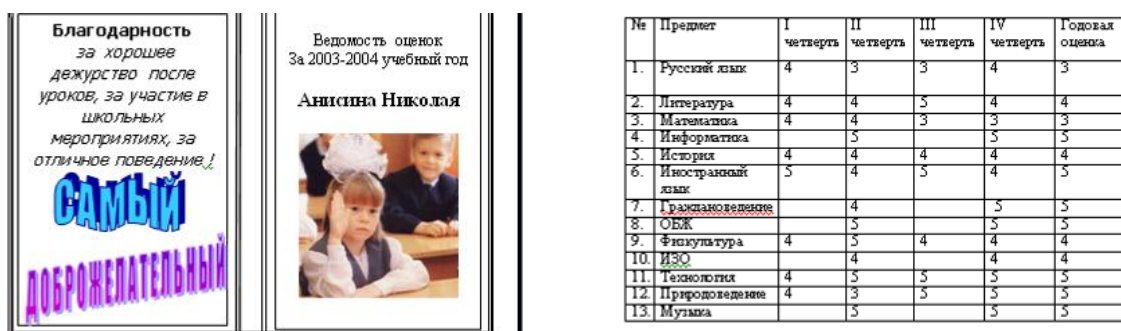 Благодарность
за хорошее
дежурство после
уроков, за участие в
школьных
мероприятиях, за
отличное поведение !
САМЫЙ
ДОБРОЖЕЛАТЕЛЬНЫЙ
Ведомость оценок
За 2003-2004 учебный год
Анисина Николая
№ Предмет I четверть II четверть III четверть IV четверть Годовая оценка
1. Русский язык 4 3 3 4 3
2. Литература 4 4 5 4 4
3. Математика 4 4 3 3 3
4. Информатика 5 5 5
5. История 4 4 4 4 4
6. Иностранный язык 5 4 5 4 5
7. Граждановедение 4 5 5
8. ОБЖ 5 5 5
9. Физкультура 4 5 4 4 4
10. ИЗО 4 4 4
11. Технология 4 5 5 5 5
12. Природоведение 4 3 5 5 5
13. Музыка 5 5 5